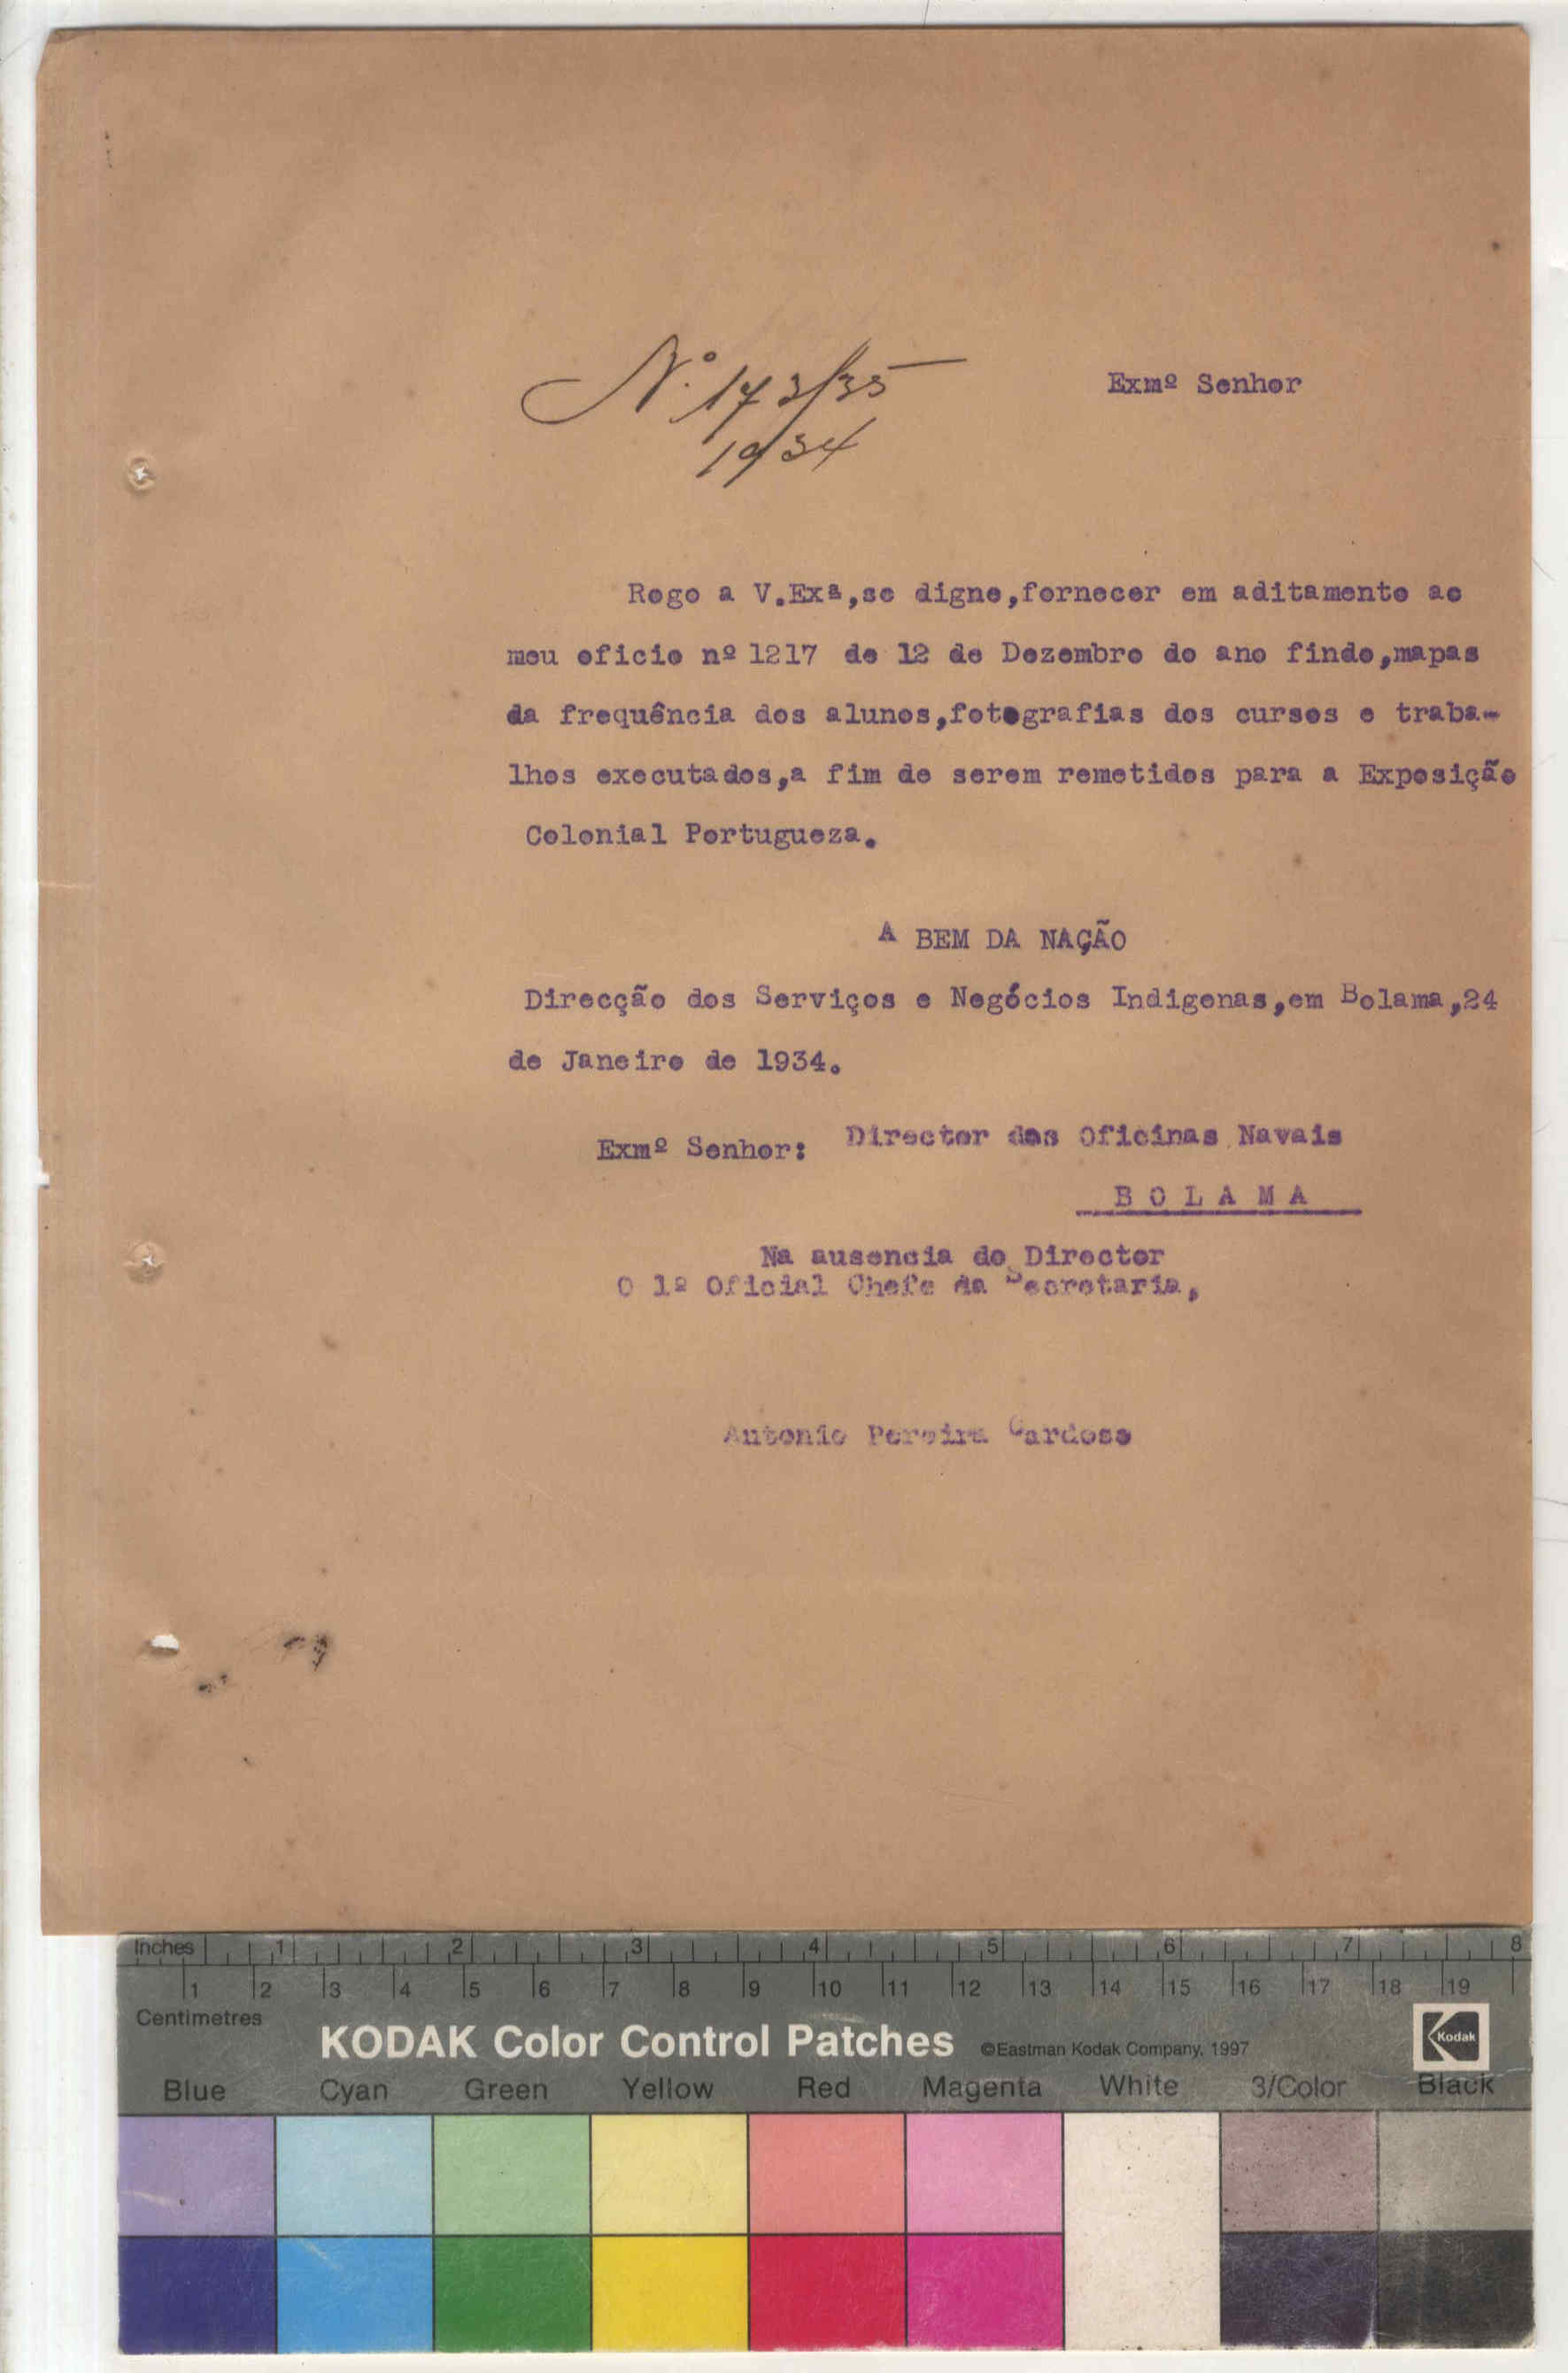 Nº 173/35
1934
Exmº Senhor
Rogo a V.Exª,se digne,fornecer em aditamento ao
meu oficio nº 1217 de 12 de Dezembro do ano findo,mapas
da frequência dos alunos,fotografias dos cursos e traba-
lhos executados,a fim de serem remetidos para a Exposição
Colonial Portugueza.
A BEM DA NAÇÃO
Direcção dos Serviços e Negócios Indigenas,em Bolama,24
de Janeiro de 1934.
Exmº Senhor: Director das Oficinas Navais
B O L A M A
Na ausencia do Director
O 1º Oficial Chefe da Secretaria,
Antonio Pereira Cardoso
Inches 1 2 3 4 5 6 7 8
1 2 3 4 5 6 7 8 9 10 11 12 13 14 15 16 17 18 19
Centimetres
KODAK Color Control Patches ©Eastman Kodak Company, 1997 Kodak
Blue Cyan Green Yellow Red Magenta White 3/Color Black